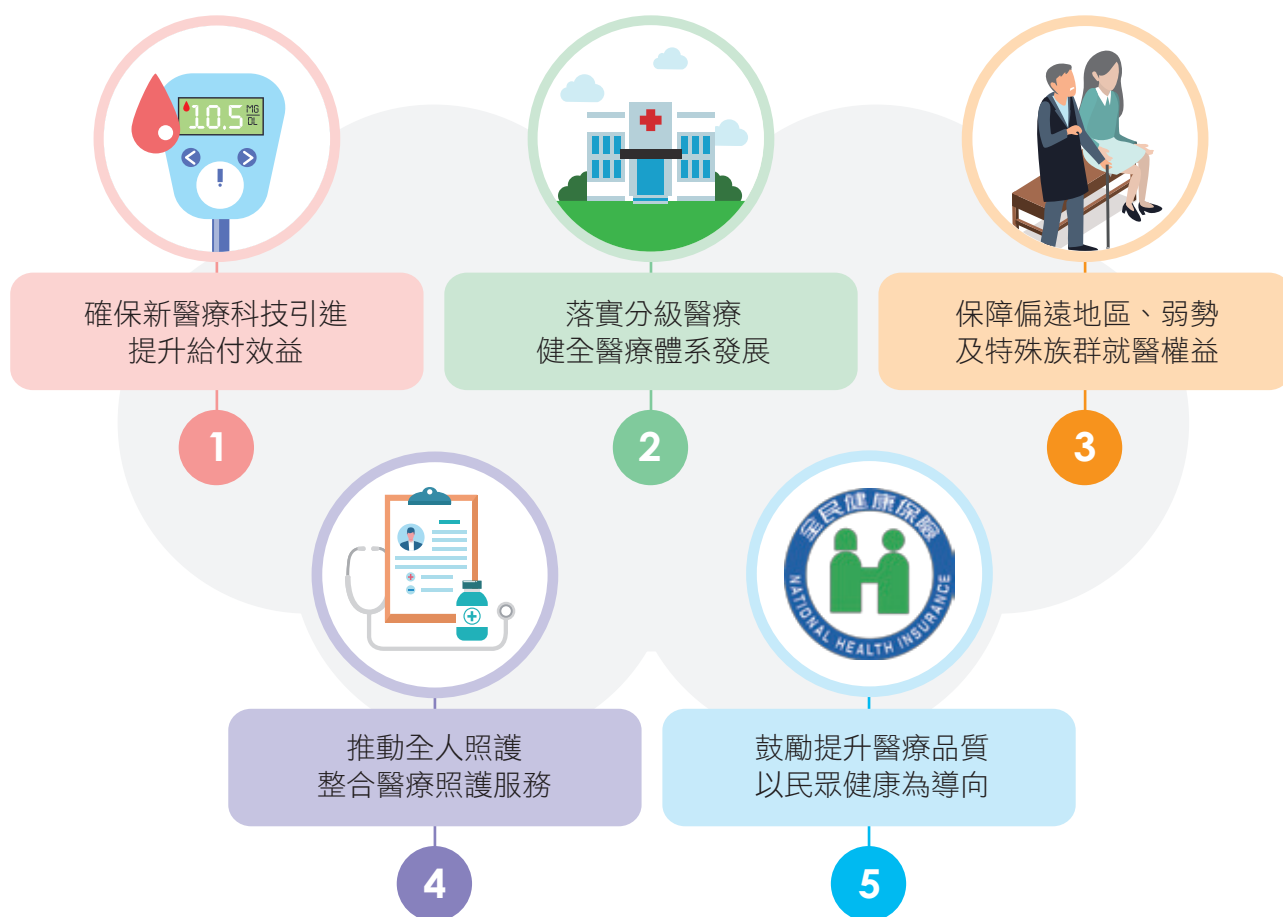 10.5 MG
DL
確保新醫療科技引進
提升給付效益
1
落實分級醫療
健全醫療體系發展
2
保障偏遠地區、弱勢
及特殊族群就醫權益
3
推動全人照護
整合醫療照護服務
4
全民健康保險
NATIONAL HEALTH INSURANCE
鼓勵提升醫療品質
以民眾健康為導向
5